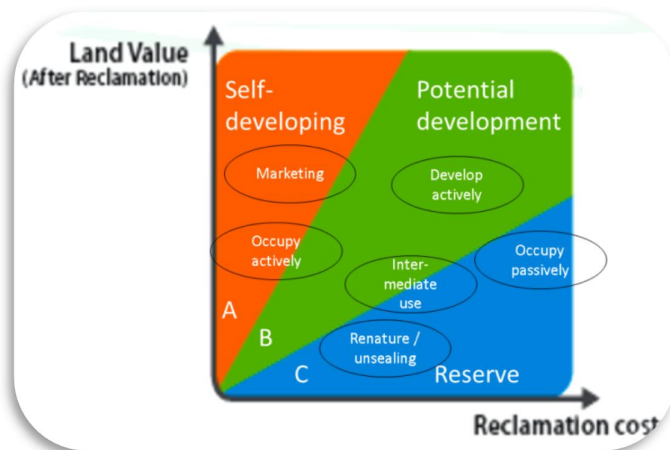 Land Value
(After Reclamation)
Self-
developing
Potential
development
Marketing
Develop
actively
Occupy
actively
Occupy
passively
Inter-
mediate
use
A
B
Renature /
unsealing
C
Reserve
Reclamation cost